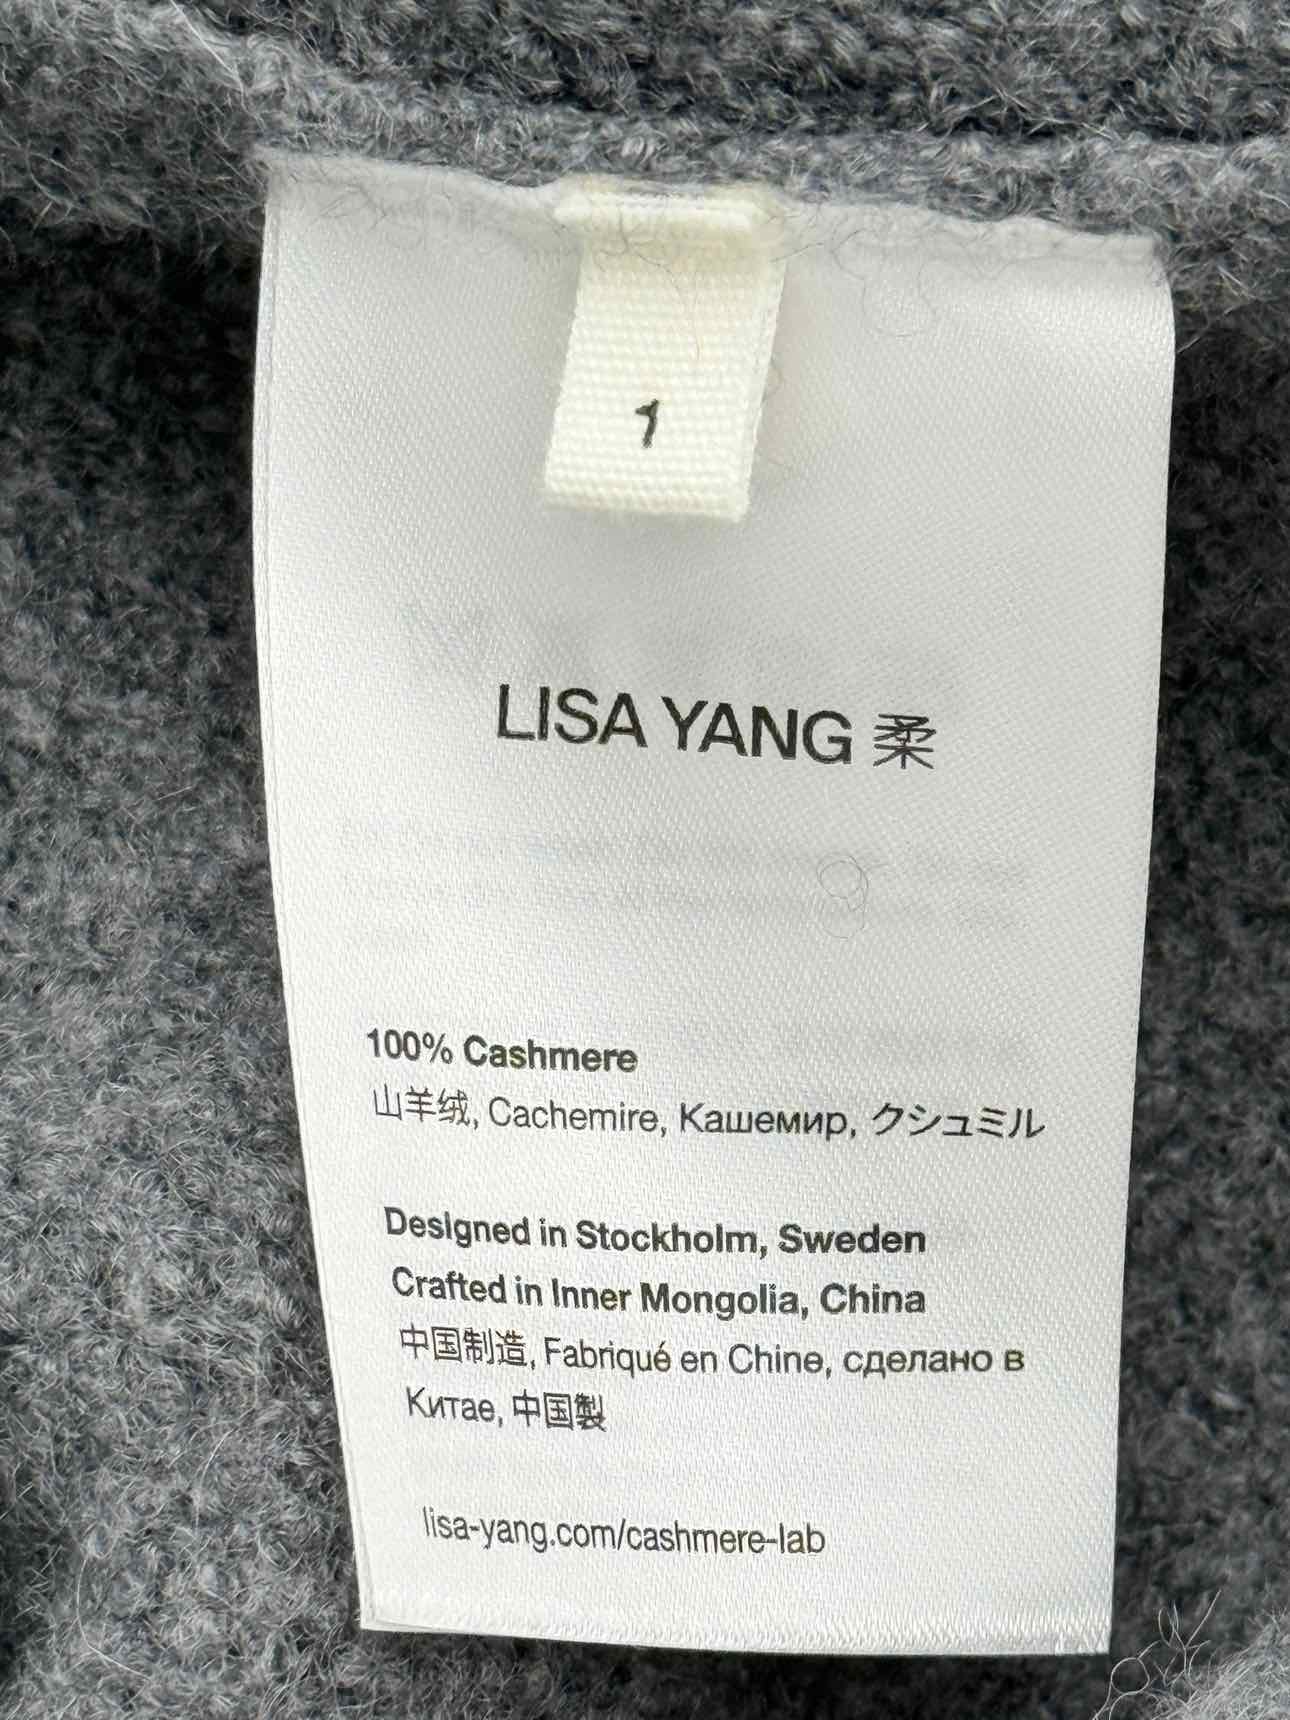 1
LISA YANG 柔
100% Cashmere
山羊绒, Cachemire, Кашемир, クシュミル
Designed in Stockholm, Sweden
Crafted in Inner Mongolia, China
中国制造, Fabriqué en Chine, сделано в
Китае, 中国製
lisa-yang.com/cashmere-lab